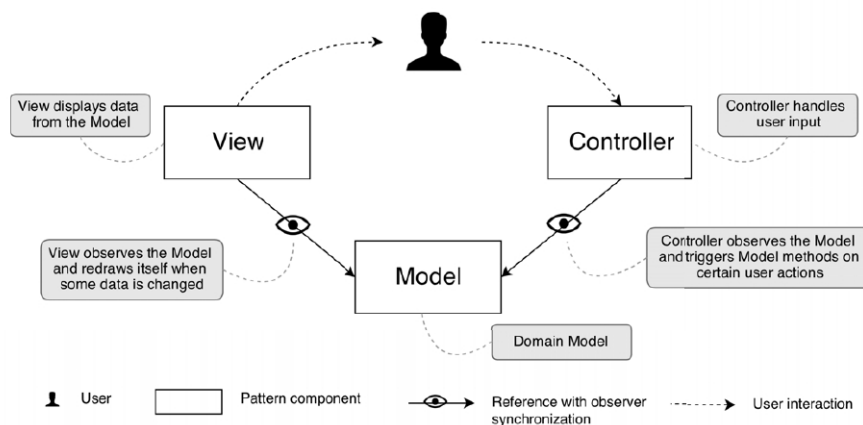 View displays data
from the Model
View
Controller
Controller handles
user input
View observes the Model
and redraws itself when
some data is changed
Model
Controller observes the Model
and triggers Model methods on
certain user actions
Domain Model
User
Pattern component
Reference with observer
synchronization
User interaction